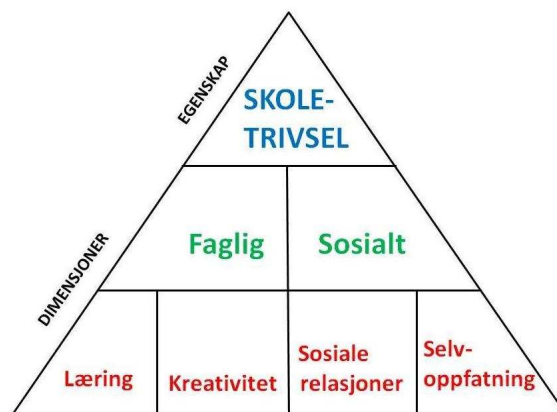 EGENSKAP
SKOLE-
TRIVSEL
DIMENSJONER
Faglig
Sosialt
Læring
Kreativitet
Sosiale
relasjoner
Selv-
oppfatning